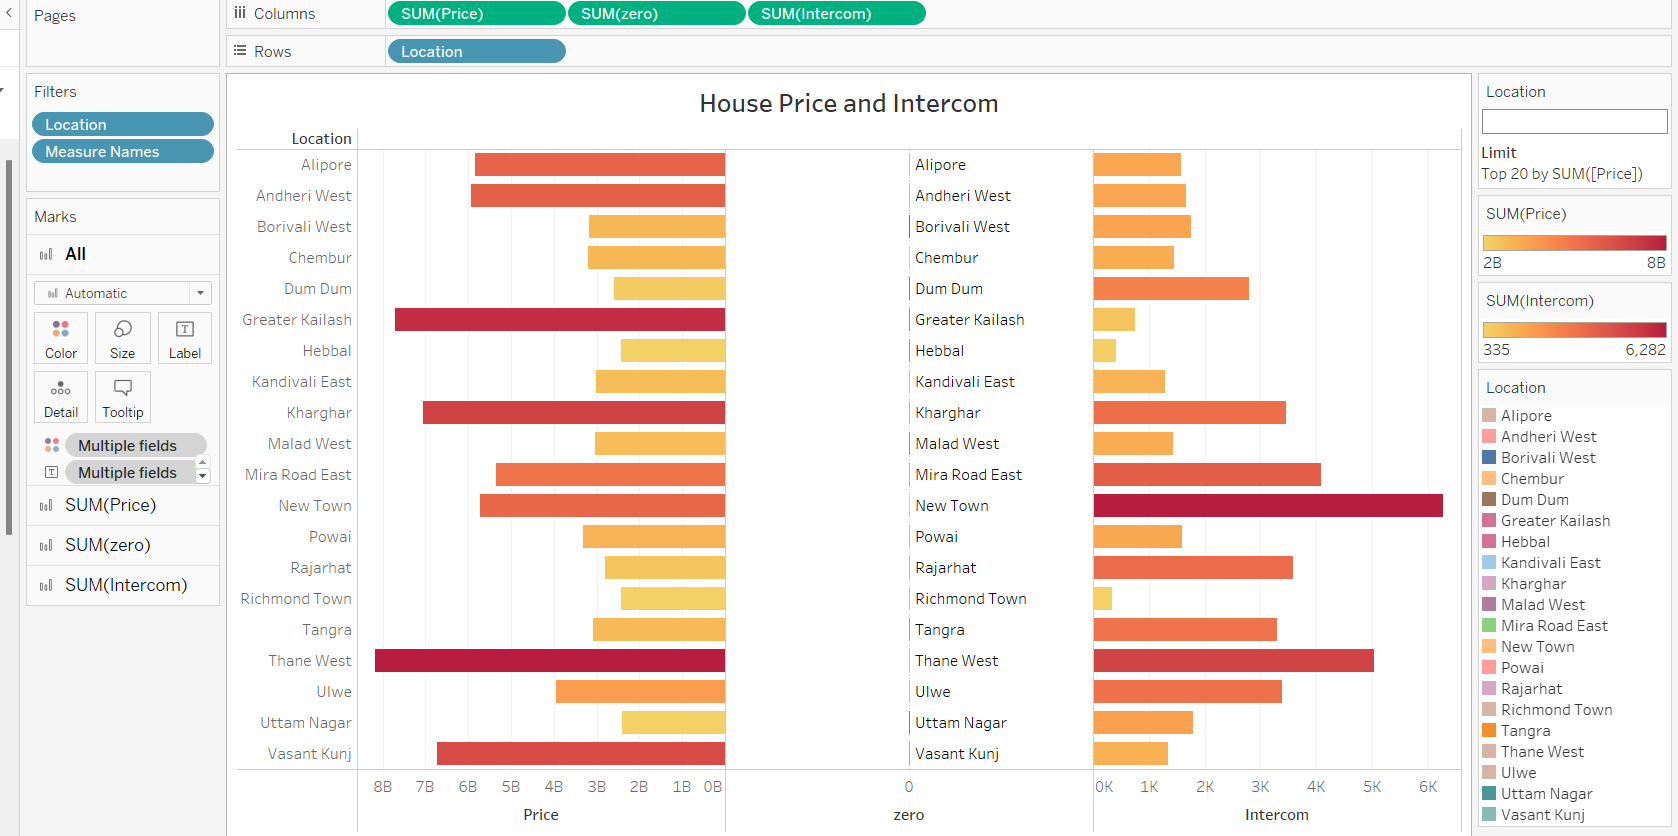 Pages
Columns
SUM(Price)
SUM(zero)
SUM(Intercom)
Rows
Location
Filters
Location
Measure Names
Marks
All
Automatic
Color
Size
Label
Detail
Tooltip
Multiple fields
Multiple fields
SUM(Price)
SUM(zero)
SUM(Intercom)
House Price and Intercom
Location
Alipore Alipore
Andheri West Andheri West
Borivali West Borivali West
Chembur Chembur
Dum Dum Dum Dum
Greater Kailash Greater Kailash
Hebbal Hebbal
Kandivali East Kandivali East
Kharghar Kharghar
Malad West Malad West
Mira Road East Mira Road East
New Town New Town
Powai Powai
Rajarhat Rajarhat
Richmond Town Richmond Town
Tangra Tangra
Thane West Thane West
Ulwe Ulwe
Uttam Nagar Uttam Nagar
Vasant Kunj Vasant Kunj
8B 7B 6B 5B 4B 3B 2B 1B 0B 0 0K 1K 2K 3K 4K 5K 6K
Price zero Intercom
Location
Limit
Top 20 by SUM([Price])
SUM(Price)
2B 8B
SUM(Intercom)
335 6,282
Location
Alipore
Andheri West
Borivali West
Chembur
Dum Dum
Greater Kailash
Hebbal
Kandivali East
Kharghar
Malad West
Mira Road East
New Town
Powai
Rajarhat
Richmond Town
Tangra
Thane West
Ulwe
Uttam Nagar
Vasant Kunj